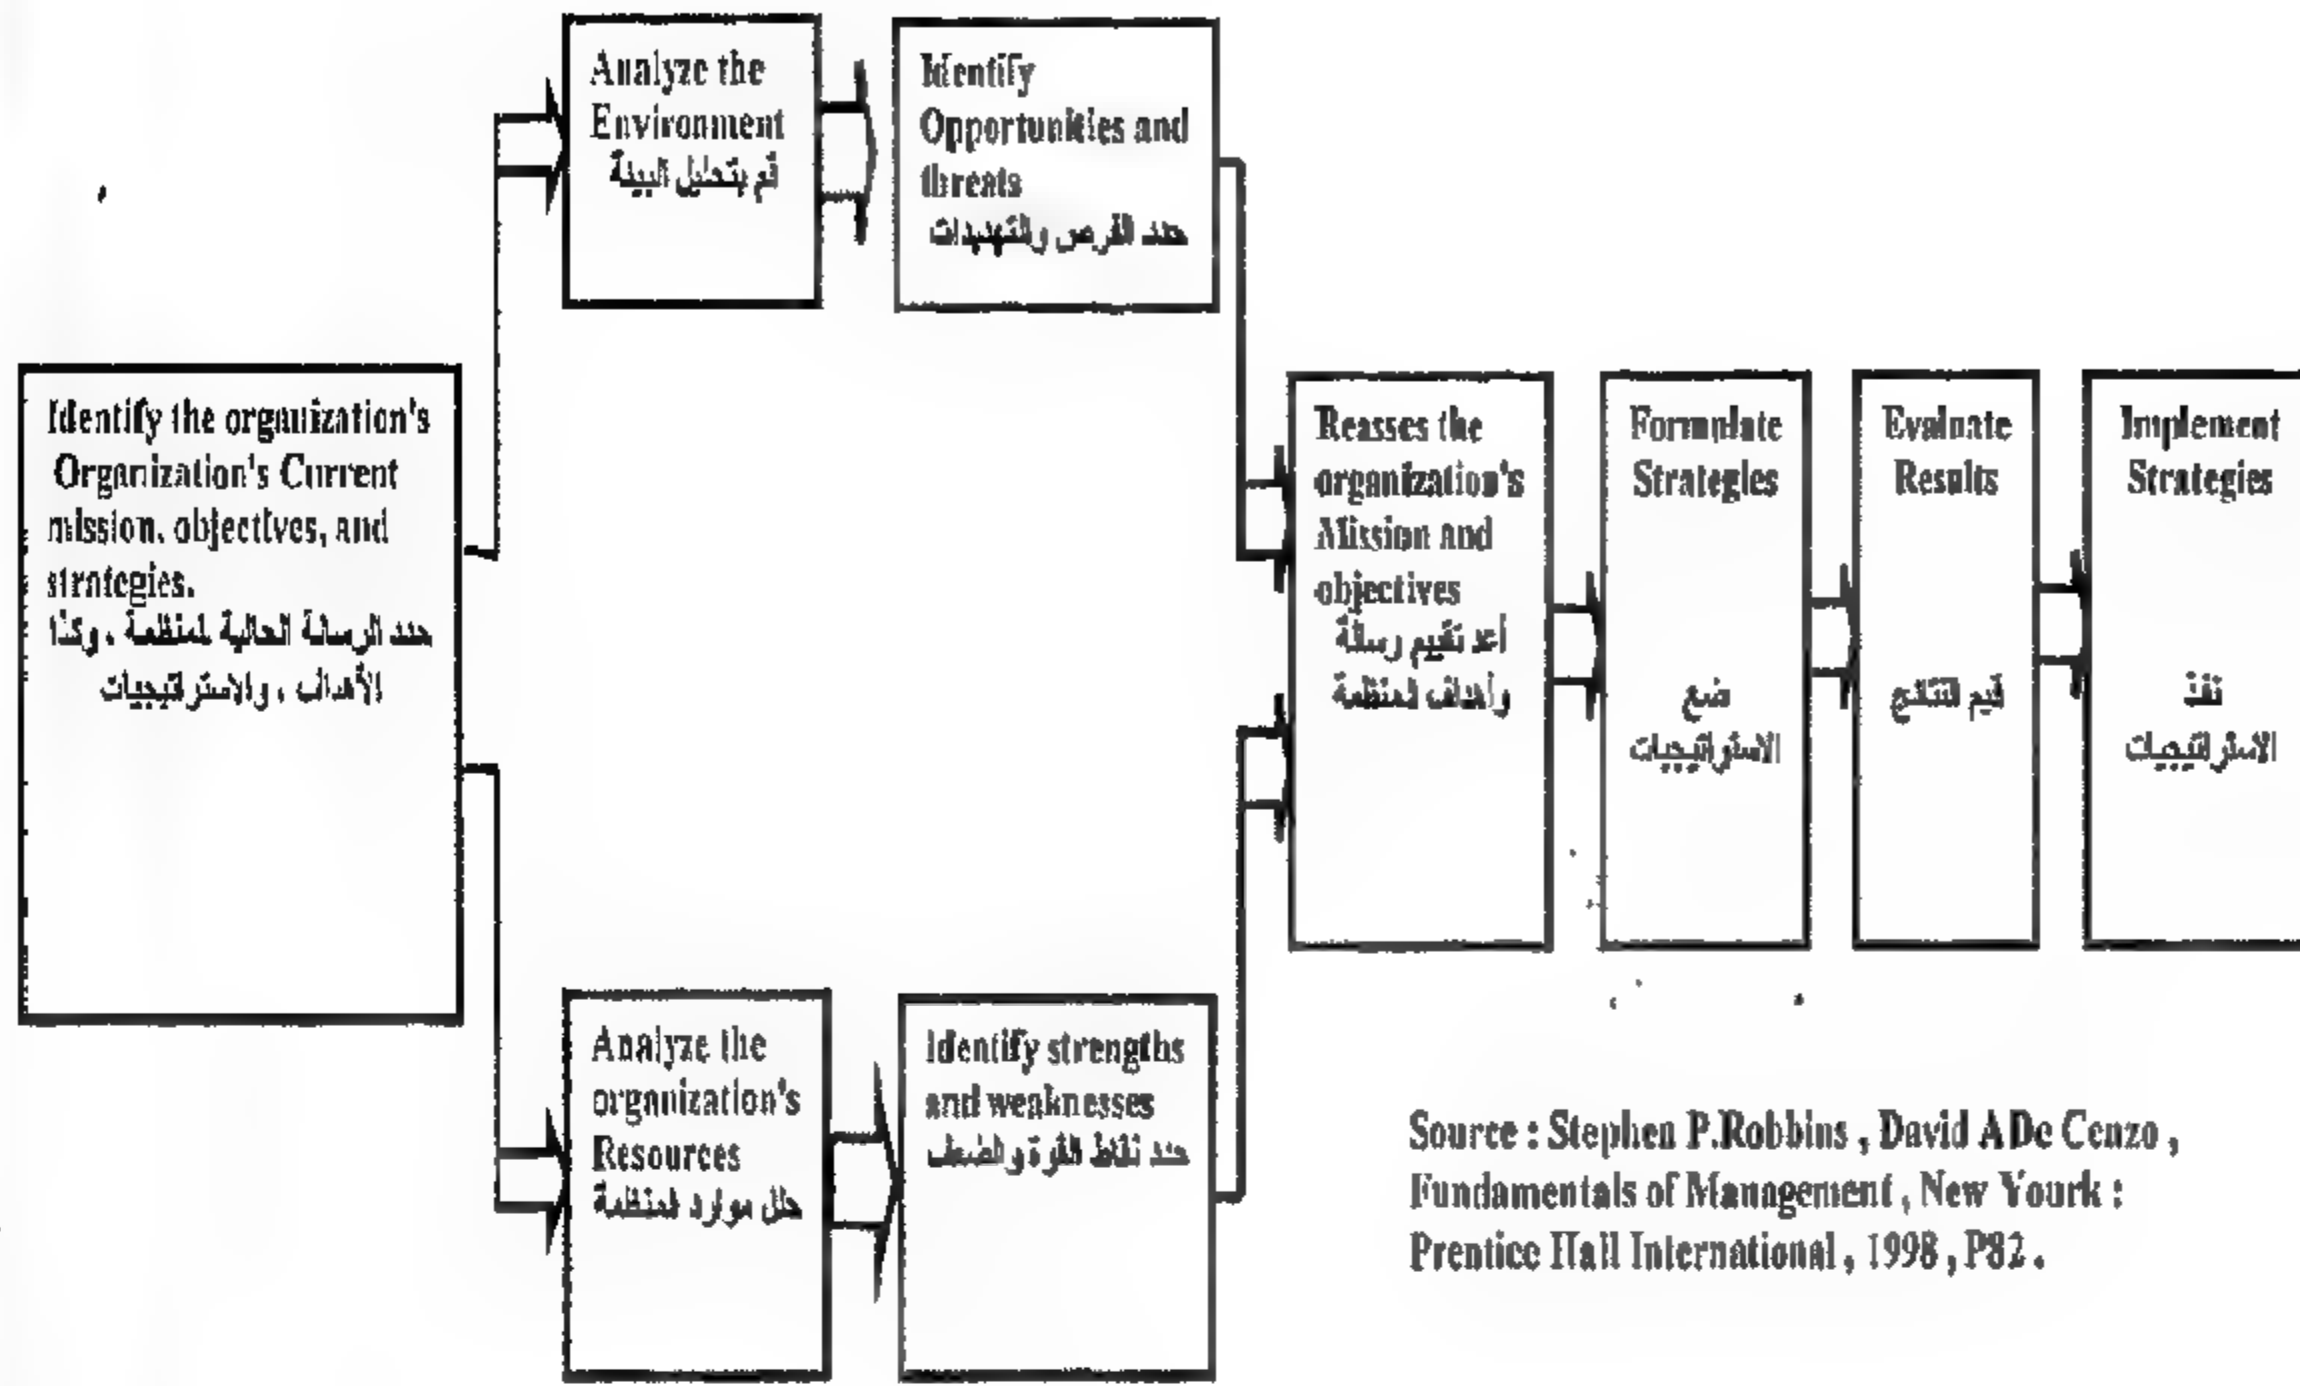 Identify the organization's
Organization's Current
mission, objectives, and
strategies.
حدد الرسالة الحالية للمنظمة ، وكذا
الأهداف ، والاستراتيجيات
Analyze the
Environment
قم بتحليل البيئة
Identify
Opportunities and
threats
حدد الفرص والتهديدات
Analyze the
organization's
Resources
حلل موارد المنظمة
Identify strengths
and weaknesses
حدد نقاط القوة والضعف
Reasses the
organization's
Mission and
objectives
أعد تقييم رسالة
وأهداف المنظمة
Formulate
Strategies
ضع
الاستراتيجيات
Evaluate
Results
قيم النتائج
Implement
Strategies
نفذ
الاستراتيجيات
Source : Stephen P.Robbins , David A De Cenzo ,
Fundamentals of Management , New Yourk :
Prentice Hall International , 1998 , P82 .